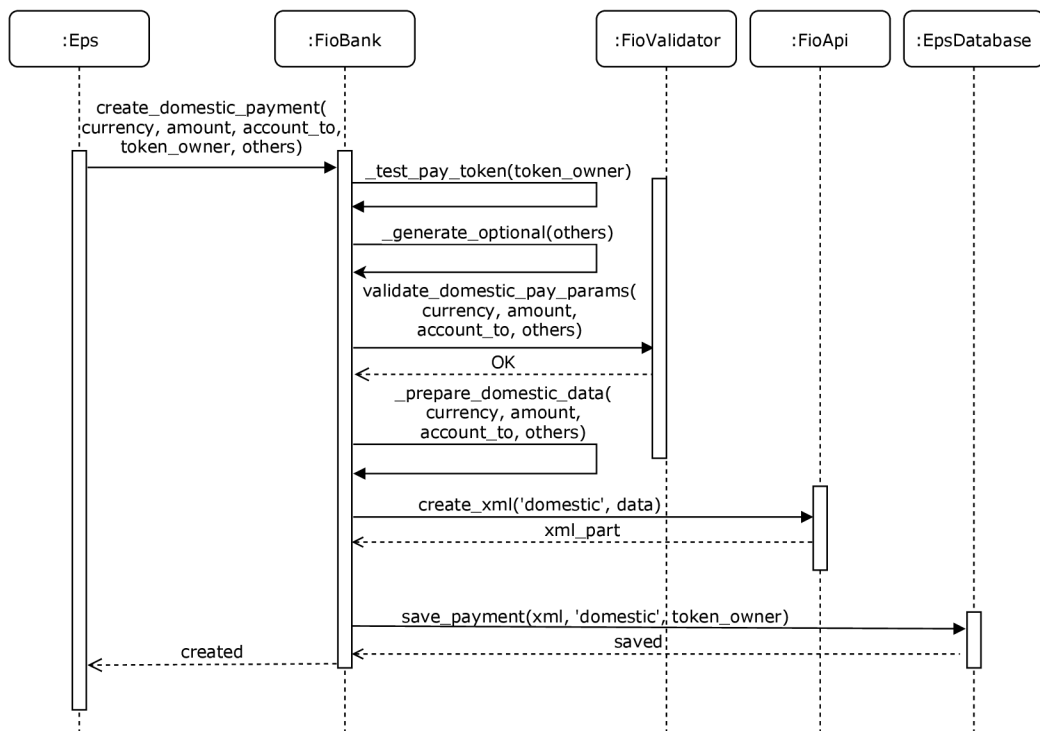 :Eps
:FioBank
:FioValidator
:FioApi
:EpsDatabase
create_domestic_payment(
currency, amount, account_to,
token_owner, others)
_test_pay_token(token_owner)
_generate_optional(others)
validate_domestic_pay_params(
currency, amount,
account_to, others)
OK
_prepare_domestic_data(
currency, amount,
account_to, others)
create_xml('domestic', data)
xml_part
save_payment(xml, 'domestic', token_owner)
saved
created